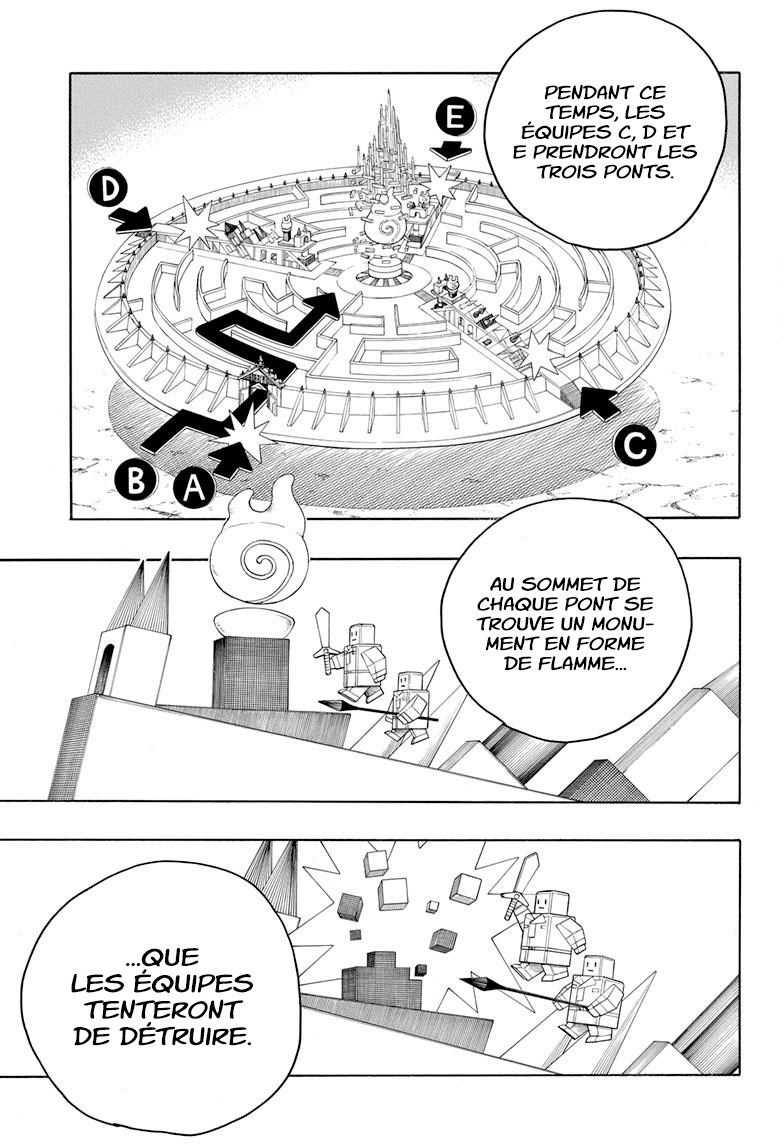 PENDANT CE
TEMPS, LES
ÉQUIPES C, D ET
E PRENDRONT LES
TROIS PONTS.
E
D
C
B
A
AU SOMMET DE
CHAQUE PONT SE
TROUVE UN MONU-
MENT EN FORME
DE FLAMME...
...QUE
LES ÉQUIPES
TENTERONT
DE DÉTRUIRE.